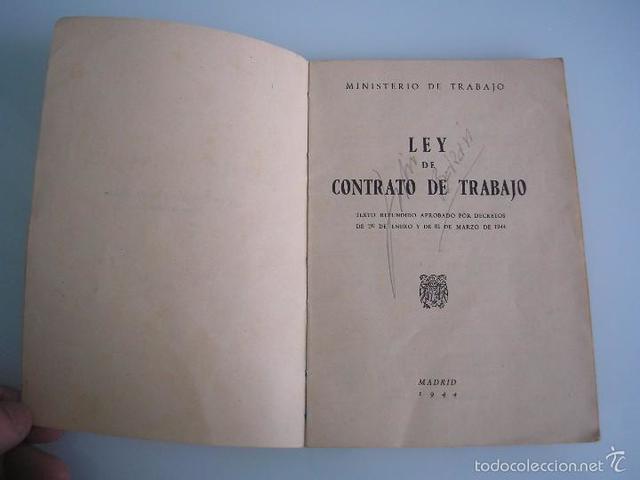 MINISTERIO DE TRABAJO
LEY
DE
CONTRATO DE TRABAJO
TEXTO REFUNDIDO APROBADO POR DECRETOS
DE 26 DE ENERO Y DE 31 DE MARZO DE 1944
MADRID
1944
todocoleccion.net